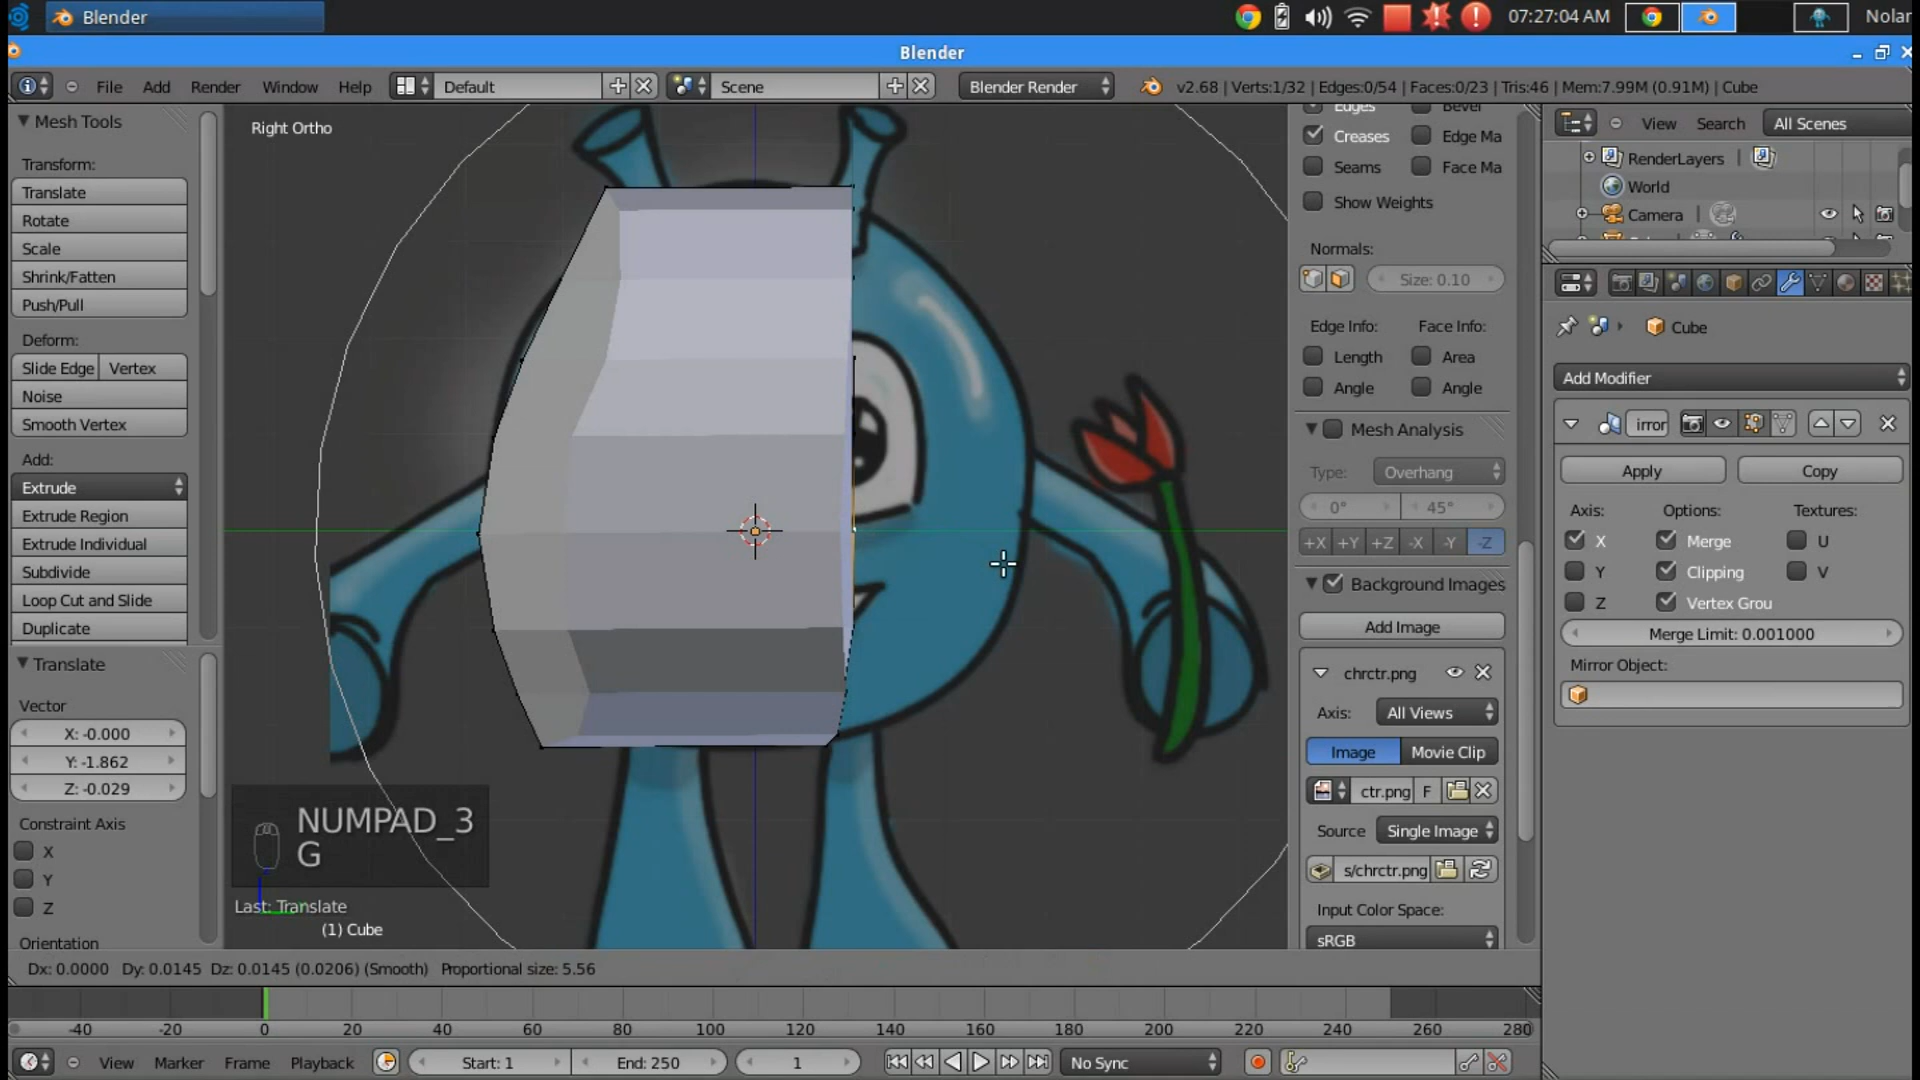 Blender
07:27:04 AM
Nolar
Blender
File Add Render Window Help
Default
Scene
Blender Render
v2.68 | Verts:1/32 | Edges:0/54 | Faces:0/23 | Tris:46 | Mem:7.99M (0.91M) | Cube
Mesh Tools
Transform:
Translate
Rotate
Scale
Shrink/Fatten
Push/Pull
Deform:
Slide Edge Vertex
Noise
Smooth Vertex
Add:
Extrude
Extrude Region
Extrude Individual
Subdivide
Loop Cut and Slide
Duplicate
Translate
Vector
X: -0.000
Y: -1.862
Z: -0.029
Constraint Axis
X
Y
Z
Orientation
Right Ortho
NUMPAD_3
G
Last: Translate
(1) Cube
Dx: 0.0000 Dy: 0.0145 Dz: 0.0145 (0.0206) (Smooth) Proportional size: 5.56
Edges Bevel
Creases Edge Ma
Seams Face Ma
Show Weights
Normals:
Size: 0.10
Edge Info: Face Info:
Length Area
Angle Angle
Mesh Analysis
Type: Overhang
0° 45°
+X +Y +Z -X -Y -Z
Background Images
Add Image
chrctr.png
Axis: All Views
Image Movie Clip
ctr.png F
Source Single Image
s/chrctr.png
Input Color Space:
sRGB
View Search All Scenes
RenderLayers |
World
Camera |
Cube
Add Modifier
irror
Apply Copy
Axis: Options: Textures:
X Merge U
Y Clipping V
Z Vertex Grou
Merge Limit: 0.001000
Mirror Object:
-40 -20 0 20 40 60 80 100 120 140 160 180 200 220 240 260 280
View Marker Frame Playback
Start: 1
End: 250
1
No Sync